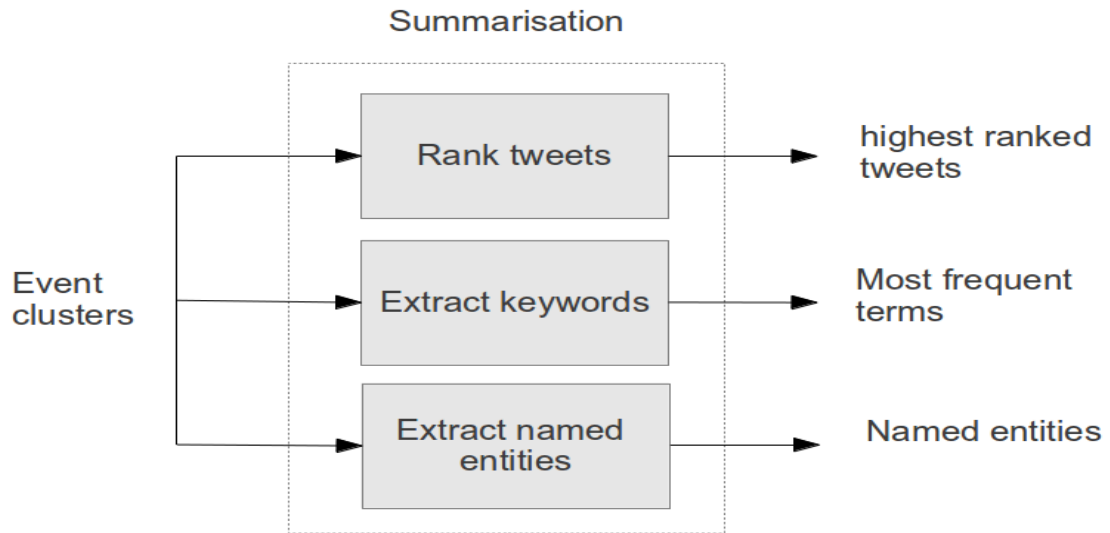 Summarisation
Rank tweets
highest ranked
tweets
Event
clusters
Extract keywords
Most frequent
terms
Extract named
entities
Named entities